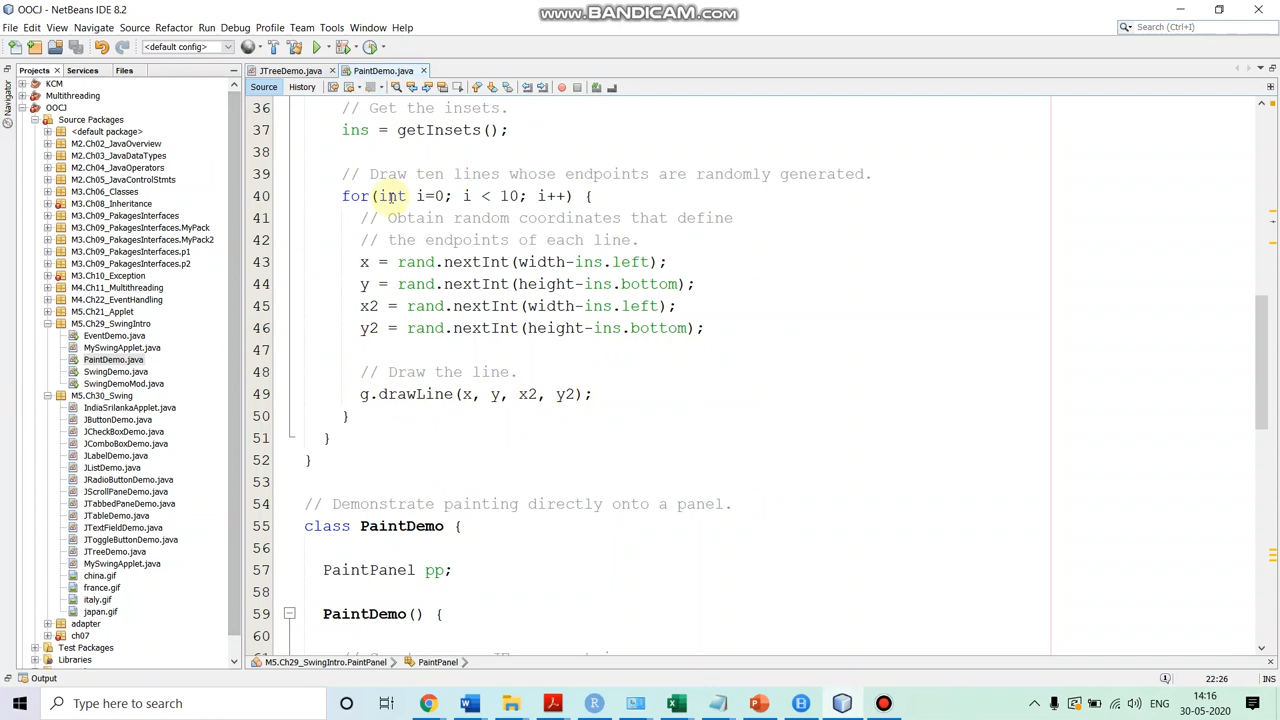 OOCJ - NetBeans IDE 8.2
www.BANDICAM.com
File Edit View Navigate Source Refactor Run Debug Profile Team Tools Window Help
Search (Ctrl+I)
<default config>
Projects Services Files
JTreeDemo.java PaintDemo.java
Source History
Navigator
KCM
Multithreading
OOCJ
Source Packages
<default package>
M2.Ch02_JavaOverview
M2.Ch03_JavaDataTypes
M2.Ch04_JavaOperators
M2.Ch05_JavaControlStmts
M3.Ch06_Classes
M3.Ch08_Inheritance
M3.Ch09_PakagesInterfaces
M3.Ch09_PakagesInterfaces.MyPack
M3.Ch09_PakagesInterfaces.MyPack2
M3.Ch09_PakagesInterfaces.p1
M3.Ch09_PakagesInterfaces.p2
M3.Ch10_Exception
M4.Ch11_Multithreading
M4.Ch22_EventHandling
M5.Ch21_Applet
M5.Ch29_SwingIntro
EventDemo.java
MySwingApplet.java
PaintDemo.java
SwingDemo.java
SwingDemoMod.java
M5.Ch30_Swing
IndiaSrilankaApplet.java
JButtonDemo.java
JCheckBoxDemo.java
JComboBoxDemo.java
JLabelDemo.java
JListDemo.java
JRadioButtonDemo.java
JScrollPaneDemo.java
JTabbedPaneDemo.java
JTableDemo.java
JTextFieldDemo.java
JToggleButtonDemo.java
JTreeDemo.java
MySwingApplet.java
china.gif
france.gif
italy.gif
japan.gif
adapter
ch07
Test Packages
Libraries
36 // Get the insets.
37 ins = getInsets();
38
39 // Draw ten lines whose endpoints are randomly generated.
40 for(int i=0; i < 10; i++) {
41 // Obtain random coordinates that define
42 // the endpoints of each line.
43 x = rand.nextInt(width-ins.left);
44 y = rand.nextInt(height-ins.bottom);
45 x2 = rand.nextInt(width-ins.left);
46 y2 = rand.nextInt(height-ins.bottom);
47
48 // Draw the line.
49 g.drawLine(x, y, x2, y2);
50 }
51 }
52 }
53
54 // Demonstrate painting directly onto a panel.
55 class PaintDemo {
56
57 PaintPanel pp;
58
59 PaintDemo() {
60
M5.Ch29_SwingIntro.PaintPanel PaintPanel
Output
22:26 INS
Type here to search
ENG
14:16
30-05-2020